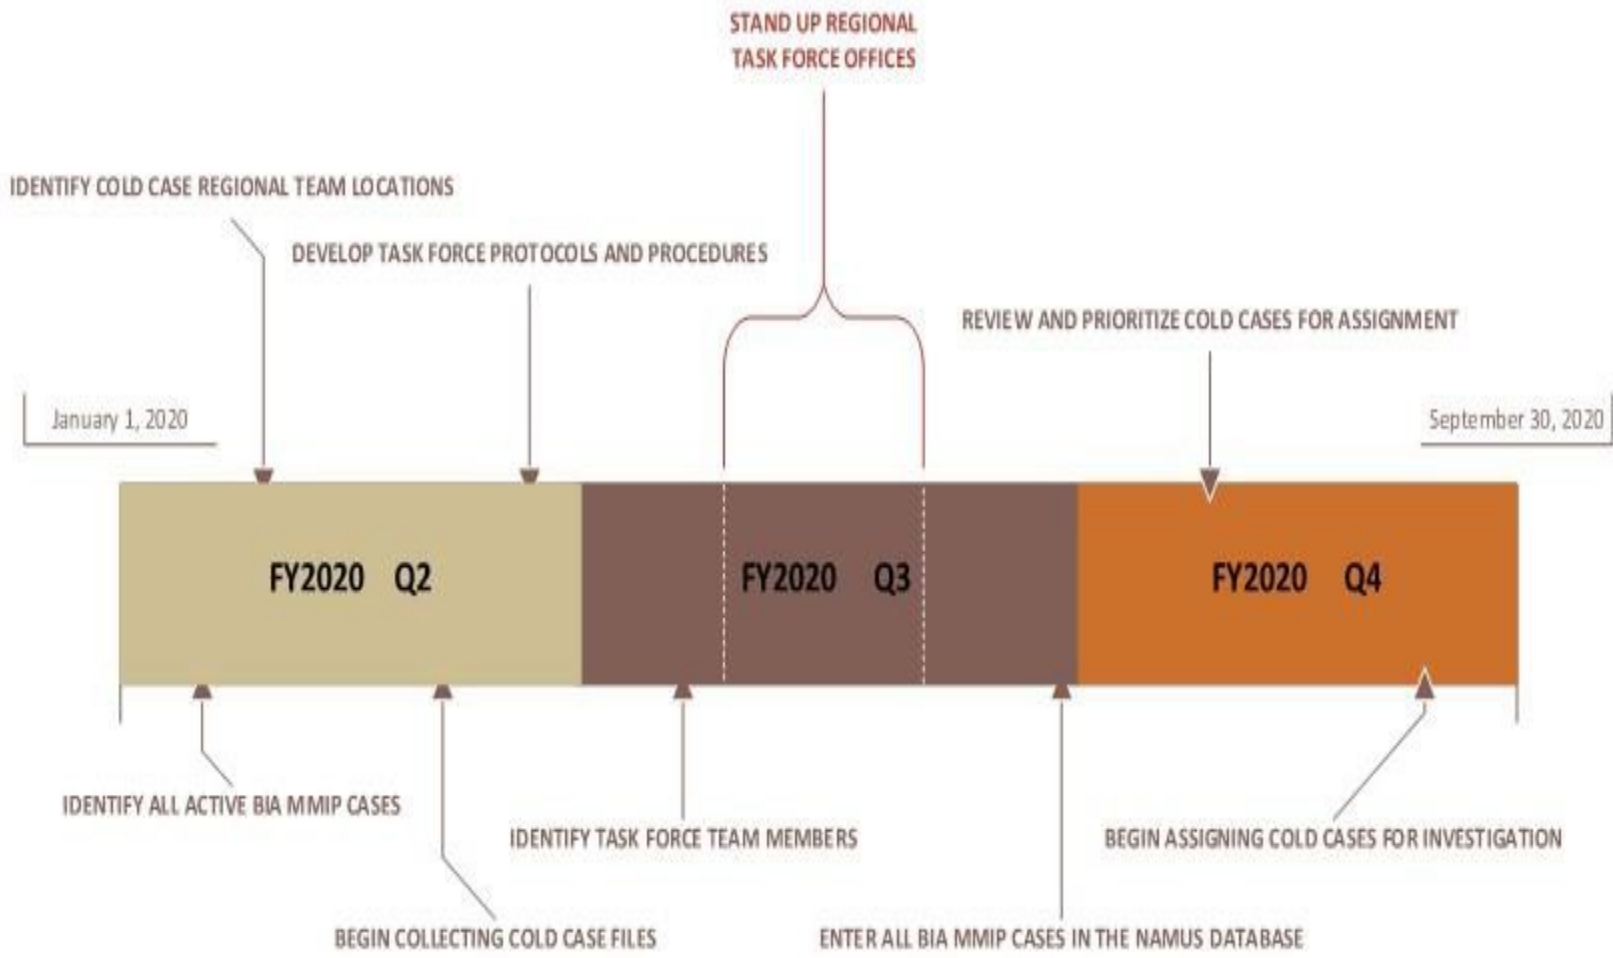 STAND UP REGIONAL
TASK FORCE OFFICES
IDENTIFY COLD CASE REGIONAL TEAM LOCATIONS
DEVELOP TASK FORCE PROTOCOLS AND PROCEDURES
REVIEW AND PRIORITIZE COLD CASES FOR ASSIGNMENT
January 1, 2020
September 30, 2020
FY2020 Q2
FY2020 Q3
FY2020 Q4
IDENTIFY ALL ACTIVE BIA MMIP CASES
IDENTIFY TASK FORCE TEAM MEMBERS
BEGIN ASSIGNING COLD CASES FOR INVESTIGATION
BEGIN COLLECTING COLD CASE FILES
ENTER ALL BIA MMIP CASES IN THE NAMUS DATABASE